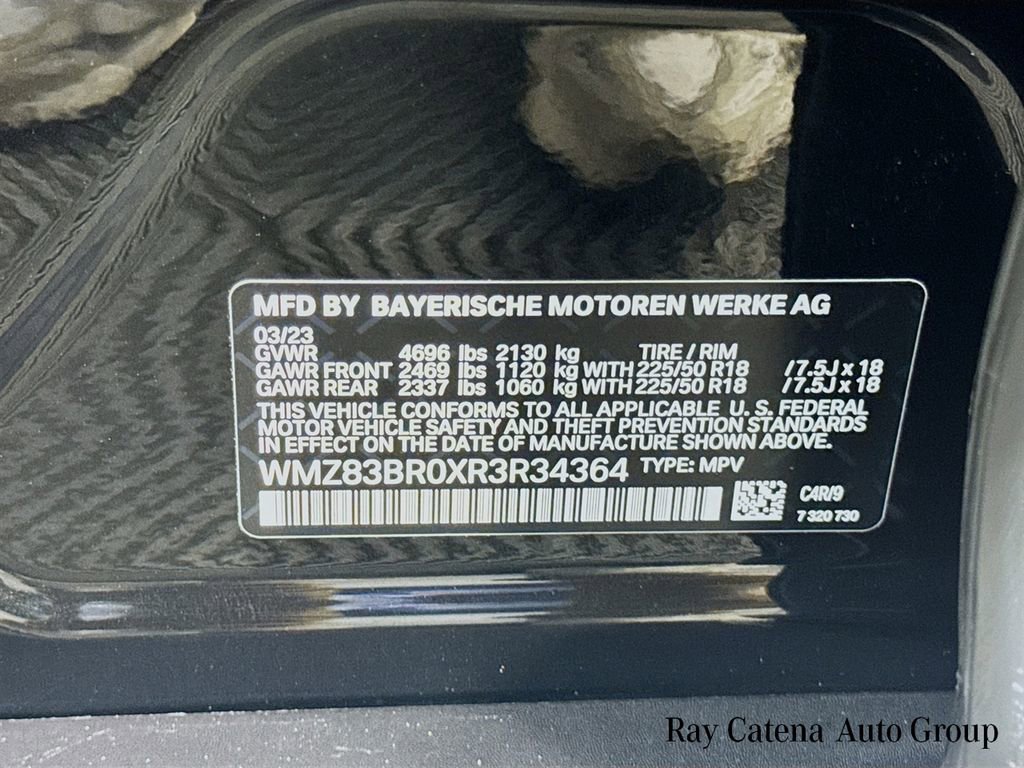 MFD BY BAYERISCHE MOTOREN WERKE AG
03/23
GVWR 4696 lbs 2130 kg TIRE / RIM
GAWR FRONT 2469 lbs 1120 kg WITH 225/50 R18 / 7.5J x 18
GAWR REAR 2337 lbs 1060 kg WITH 225/50 R18 / 7.5J x 18
THIS VEHICLE CONFORMS TO ALL APPLICABLE U. S. FEDERAL
MOTOR VEHICLE SAFETY AND THEFT PREVENTION STANDARDS
IN EFFECT ON THE DATE OF MANUFACTURE SHOWN ABOVE.
WMZ83BR0XR3R34364 TYPE: MPV
C4R/9
7 320 730
Ray Catena Auto Group